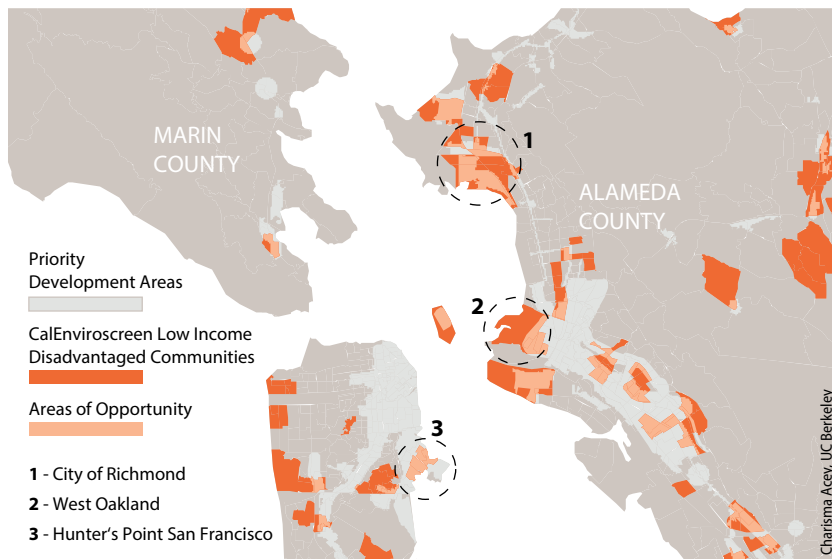 MARIN
COUNTY
1
ALAMEDA
COUNTY
Priority
Development Areas
2
CalEnviroscreen Low Income
Disadvantaged Communities
Areas of Opportunity
3
1 - City of Richmond
2 - West Oakland
3 - Hunter's Point San Francisco
Charisma Acey, UC Berkeley